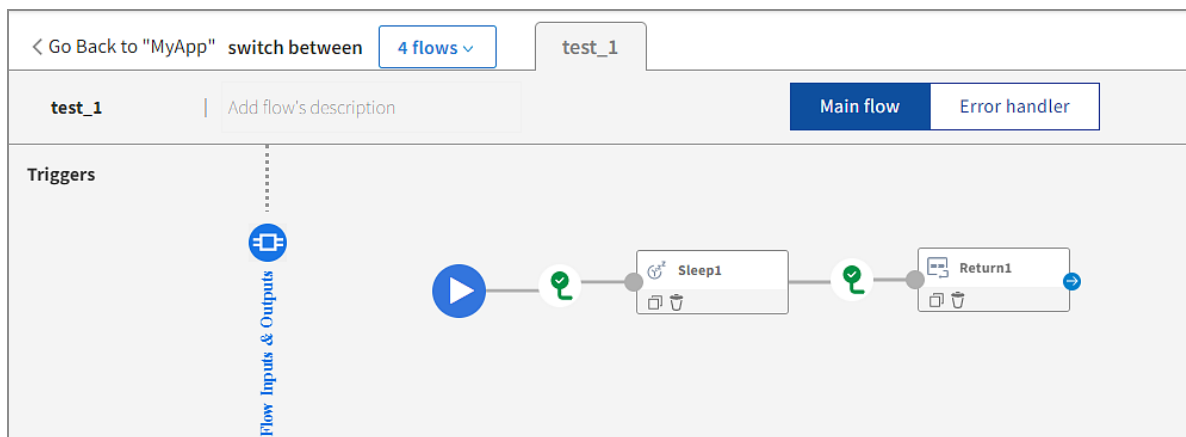 Go Back to "MyApp" switch between 4 flows test_1
test_1 | Add flow's description Main flow Error handler
Triggers
Flow Inputs & Outputs
Sleep1
Return1